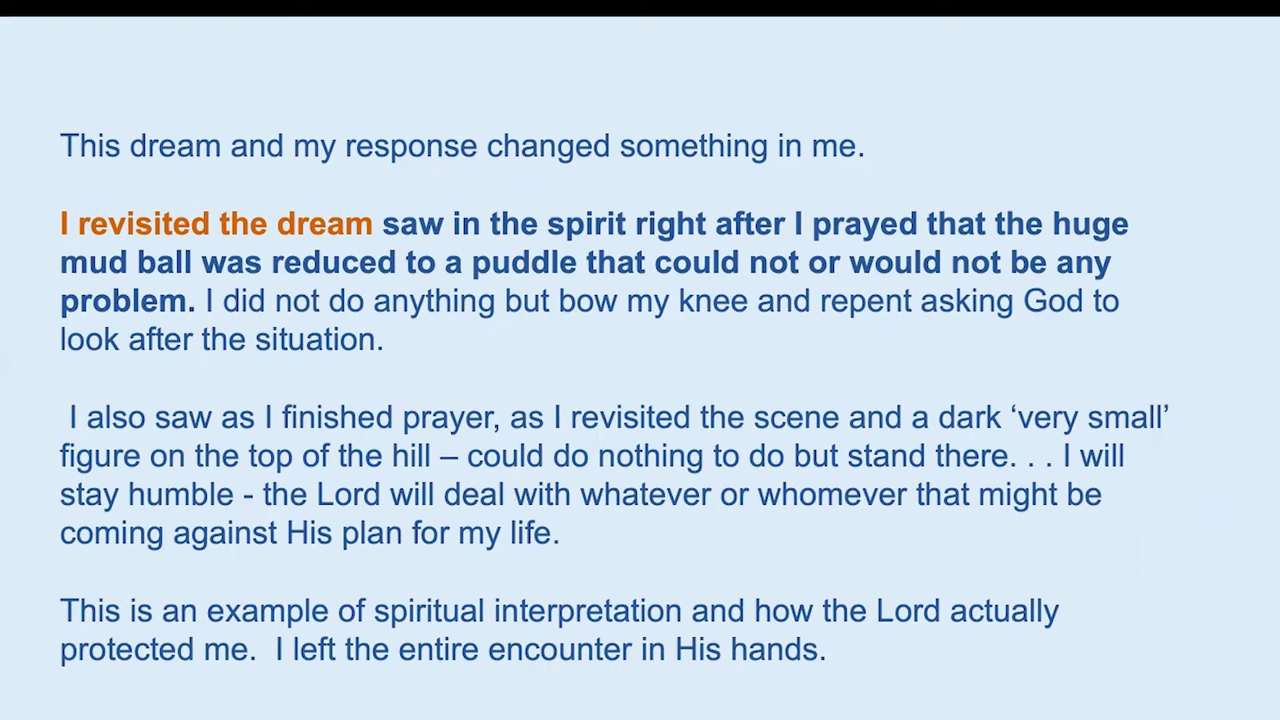 This dream and my response changed something in me.
I revisited the dream saw in the spirit right after I prayed that the huge
mud ball was reduced to a puddle that could not or would not be any
problem. I did not do anything but bow my knee and repent asking God to
look after the situation.
I also saw as I finished prayer, as I revisited the scene and a dark ‘very small’
figure on the top of the hill – could do nothing to do but stand there. . . I will
stay humble - the Lord will deal with whatever or whomever that might be
coming against His plan for my life.
This is an example of spiritual interpretation and how the Lord actually
protected me.  I left the entire encounter in His hands.